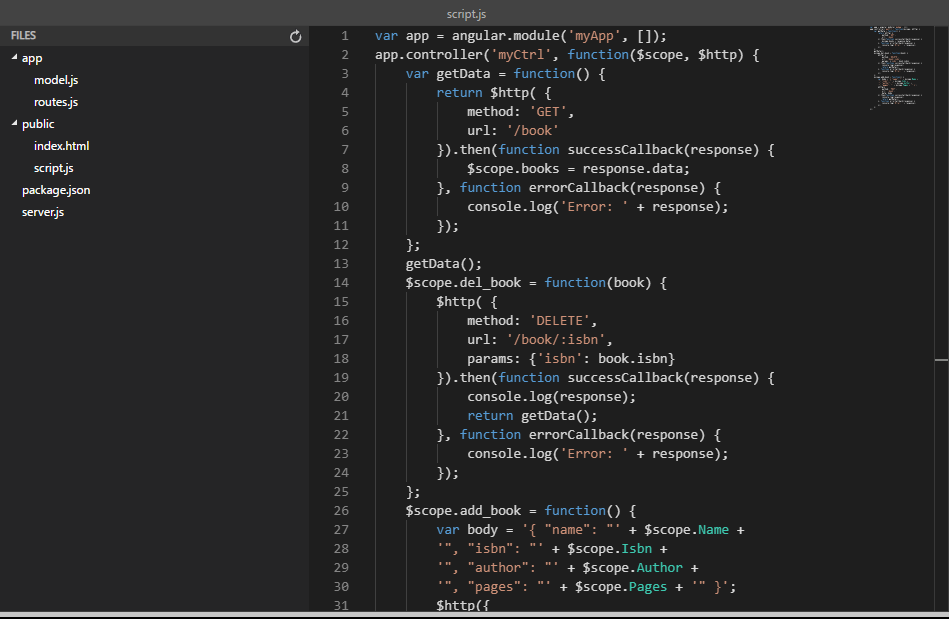 script.js
FILES
app
model.js
routes.js
public
index.html
script.js
package.json
server.js
1 var app = angular.module('myApp', []);
2 app.controller('myCtrl', function($scope, $http) {
3     var getData = function() {
4         return $http( {
5             method: 'GET',
6             url: '/book'
7         }).then(function successCallback(response) {
8             $scope.books = response.data;
9         }, function errorCallback(response) {
10             console.log('Error: ' + response);
11         });
12     };
13     getData();
14     $scope.del_book = function(book) {
15         $http( {
16             method: 'DELETE',
17             url: '/book/:isbn',
18             params: {'isbn': book.isbn}
19         }).then(function successCallback(response) {
20             console.log(response);
21             return getData();
22         }, function errorCallback(response) {
23             console.log('Error: ' + response);
24         });
25     };
26     $scope.add_book = function() {
27         var body = '{ "name": "' + $scope.Name +
28         '", "isbn": "' + $scope.Isbn +
29         '", "author": "' + $scope.Author +
30         '", "pages": "' + $scope.Pages + '" }';
31         $http({